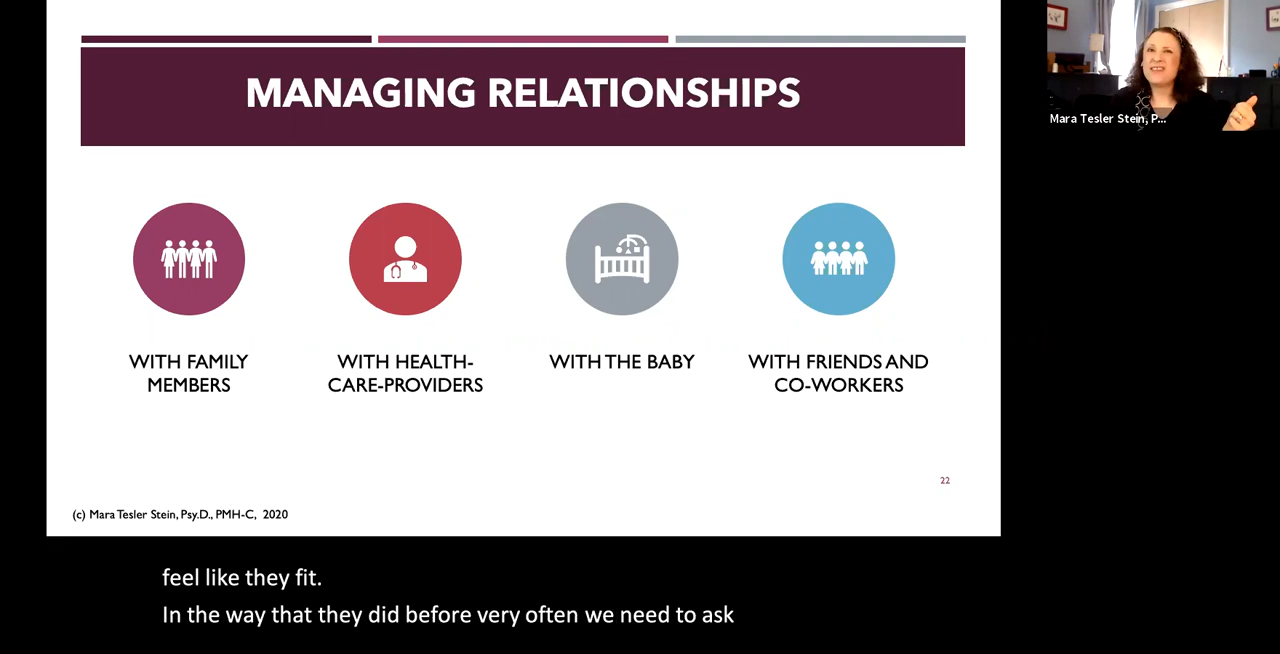 MANAGING RELATIONSHIPS
Mara Tesler Stein, P...
WITH FAMILY
MEMBERS
WITH HEALTH-
CARE-PROVIDERS
WITH THE BABY
WITH FRIENDS AND
CO-WORKERS
22
(c) Mara Tesler Stein, Psy.D., PMH-C, 2020
feel like they fit.
In the way that they did before very often we need to ask